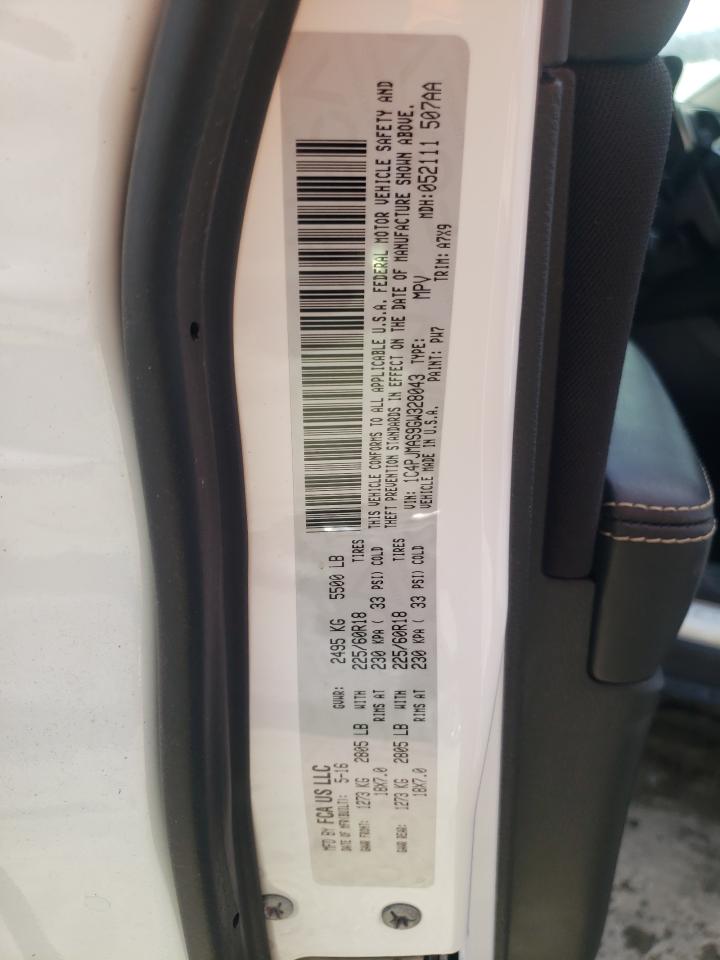 MFD BY FCA US LLC
DATE OF MFR(BUILT): 5-16 GVWR: 2495 KG 5500 LB
GAWR FRONT: 1273 KG 2805 LB WITH 225/60R18 TIRES
18X7.0 RIMS AT 230 KPA ( 33 PSI) COLD
GAWR REAR: 1273 KG 2805 LB WITH 225/60R18 TIRES
18X7.0 RIMS AT 230 KPA ( 33 PSI) COLD
THIS VEHICLE CONFORMS TO ALL APPLICABLE U.S.A. FEDERAL MOTOR VEHICLE SAFETY AND
THEFT PREVENTION STANDARDS IN EFFECT ON THE DATE OF MANUFACTURE SHOWN ABOVE.
VIN: 1C4PJMAS9GW328043 TYPE: MPV MDH:052111 507AA
VEHICLE MADE IN U.S.A. PAINT: PW7 TRIM: A7X9